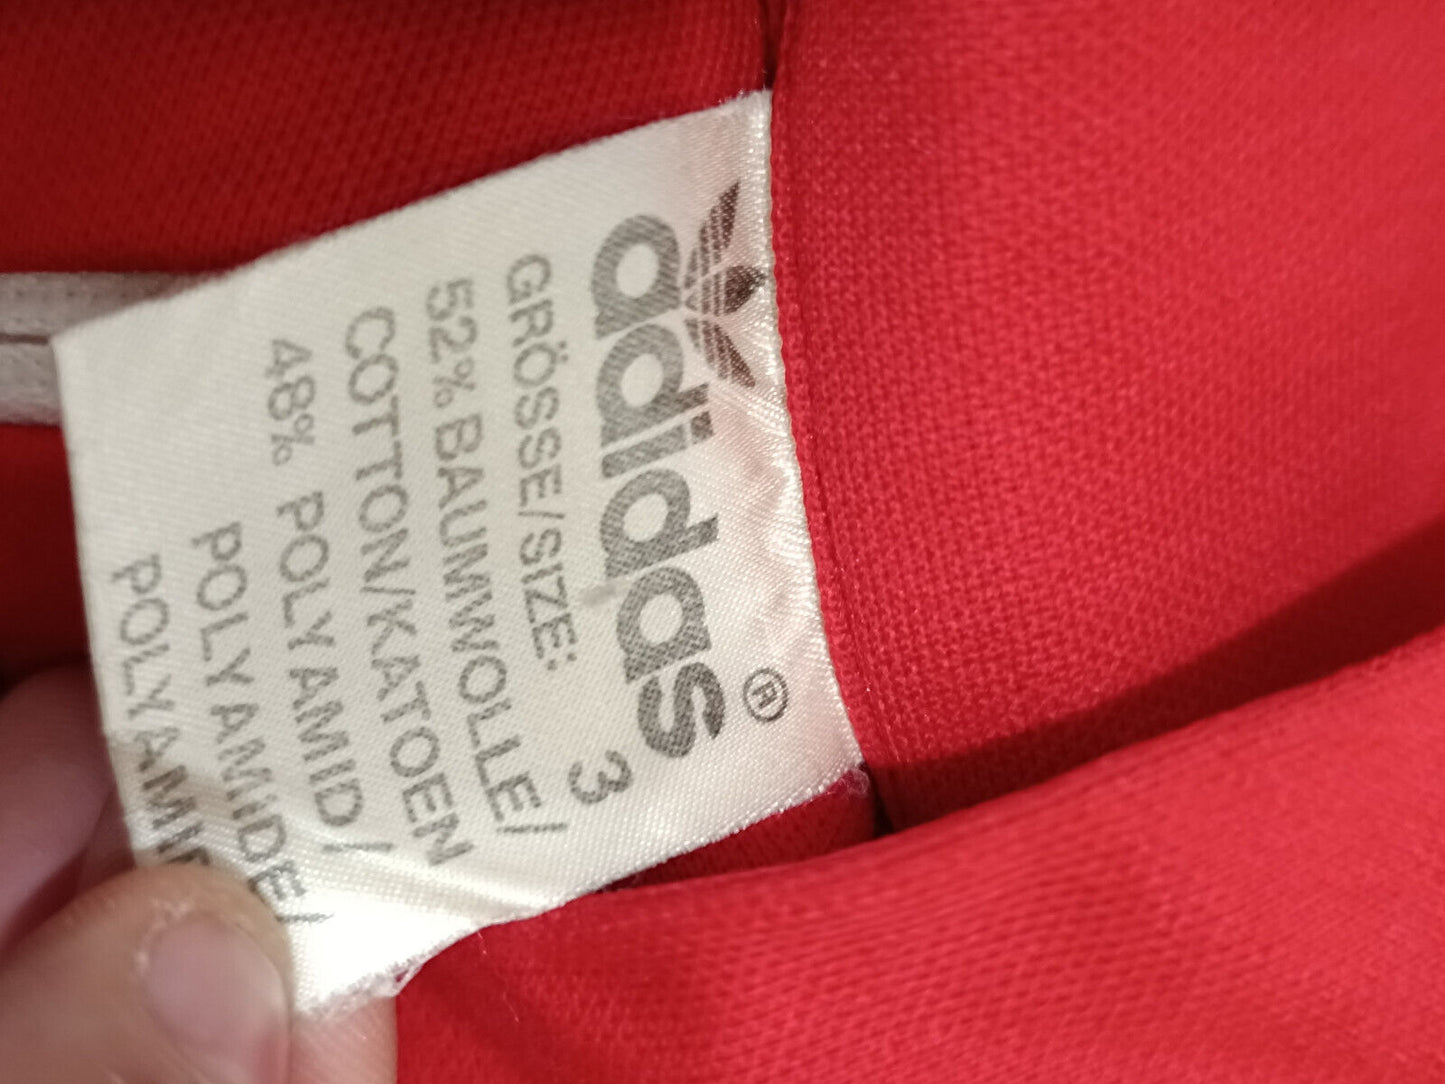 adidas ®
GRÖSSE/SIZE: 3
52% BAUMWOLLE/
COTTON/KATOEN
48% POLYAMID/
POLYAMIDE/